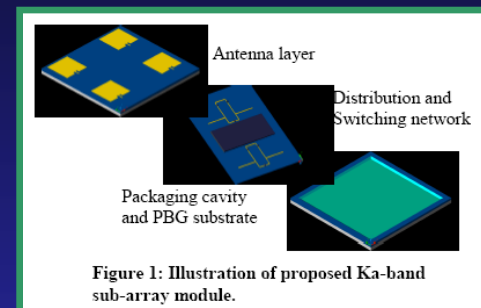 Antenna layer
Distribution and
Switching network
Packaging cavity
and PBG substrate
Figure 1: Illustration of proposed Ka-band
sub-array module.